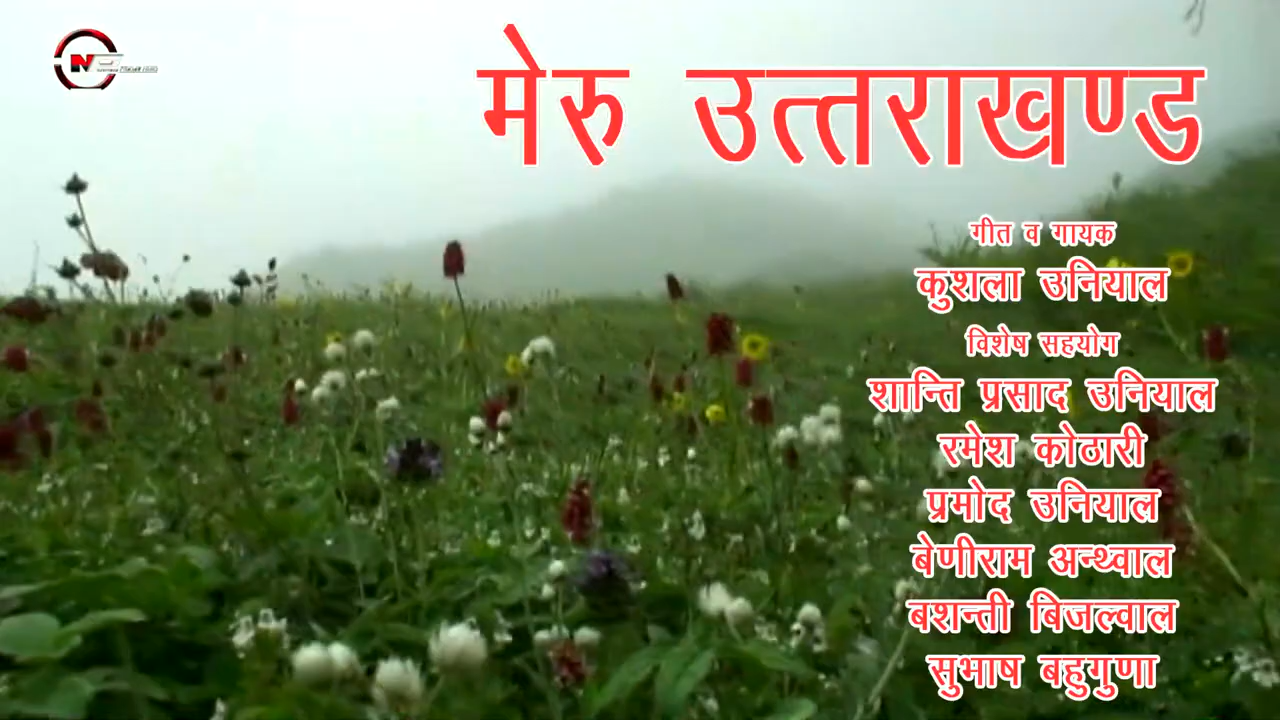 मेरु उत्तराखण्ड
गीत व गायक
कुशला उनियाल
विशेष सहयोग
शान्ति प्रसाद उनियाल
रमेश कोठारी
प्रमोद उनियाल
बेणीराम अन्थ्वाल
बशन्ती बिजल्वाल
सुभाष बहुगुणा